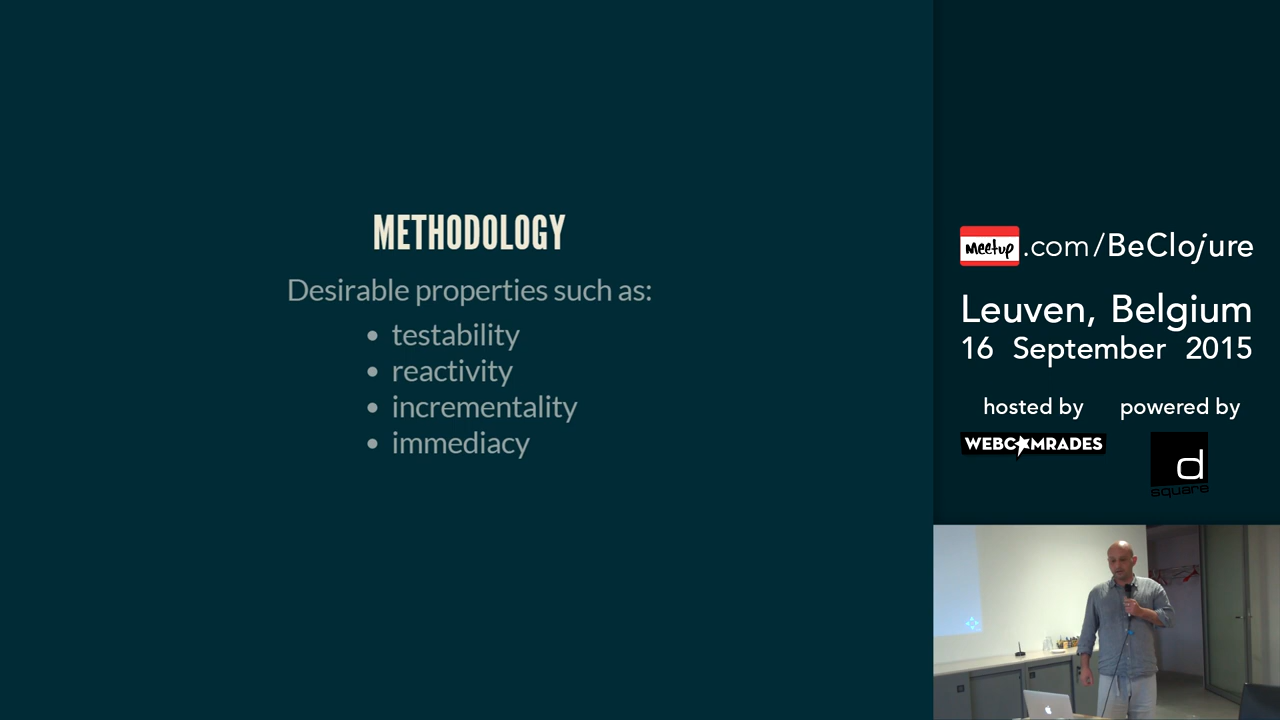 METHODOLOGY
Desirable properties such as:
• testability
• reactivity
• incrementality
• immediacy
meetup.com/BeClojure
Leuven, Belgium
16 September 2015
hosted by powered by
WEBCOMRADES
d
square